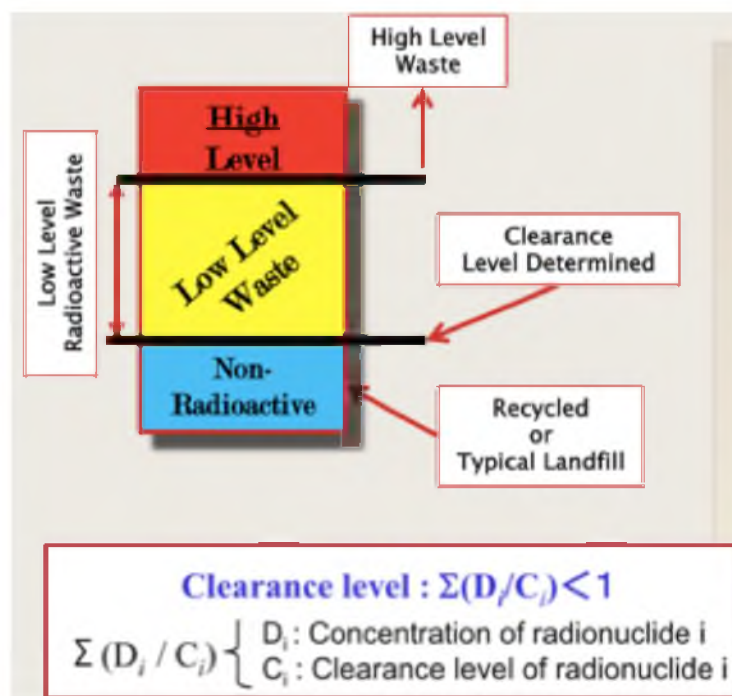 High Level
Waste
High
Level
Low Level
Radioactive Waste
Low Level
Waste
Clearance
Level Determined
Non-
Radioactive
Recycled
or
Typical Landfill
Clearance level : Σ(Dᵢ/Cᵢ)<1
Σ (Dᵢ / Cᵢ) { Dᵢ : Concentration of radionuclide i
Cᵢ : Clearance level of radionuclide i